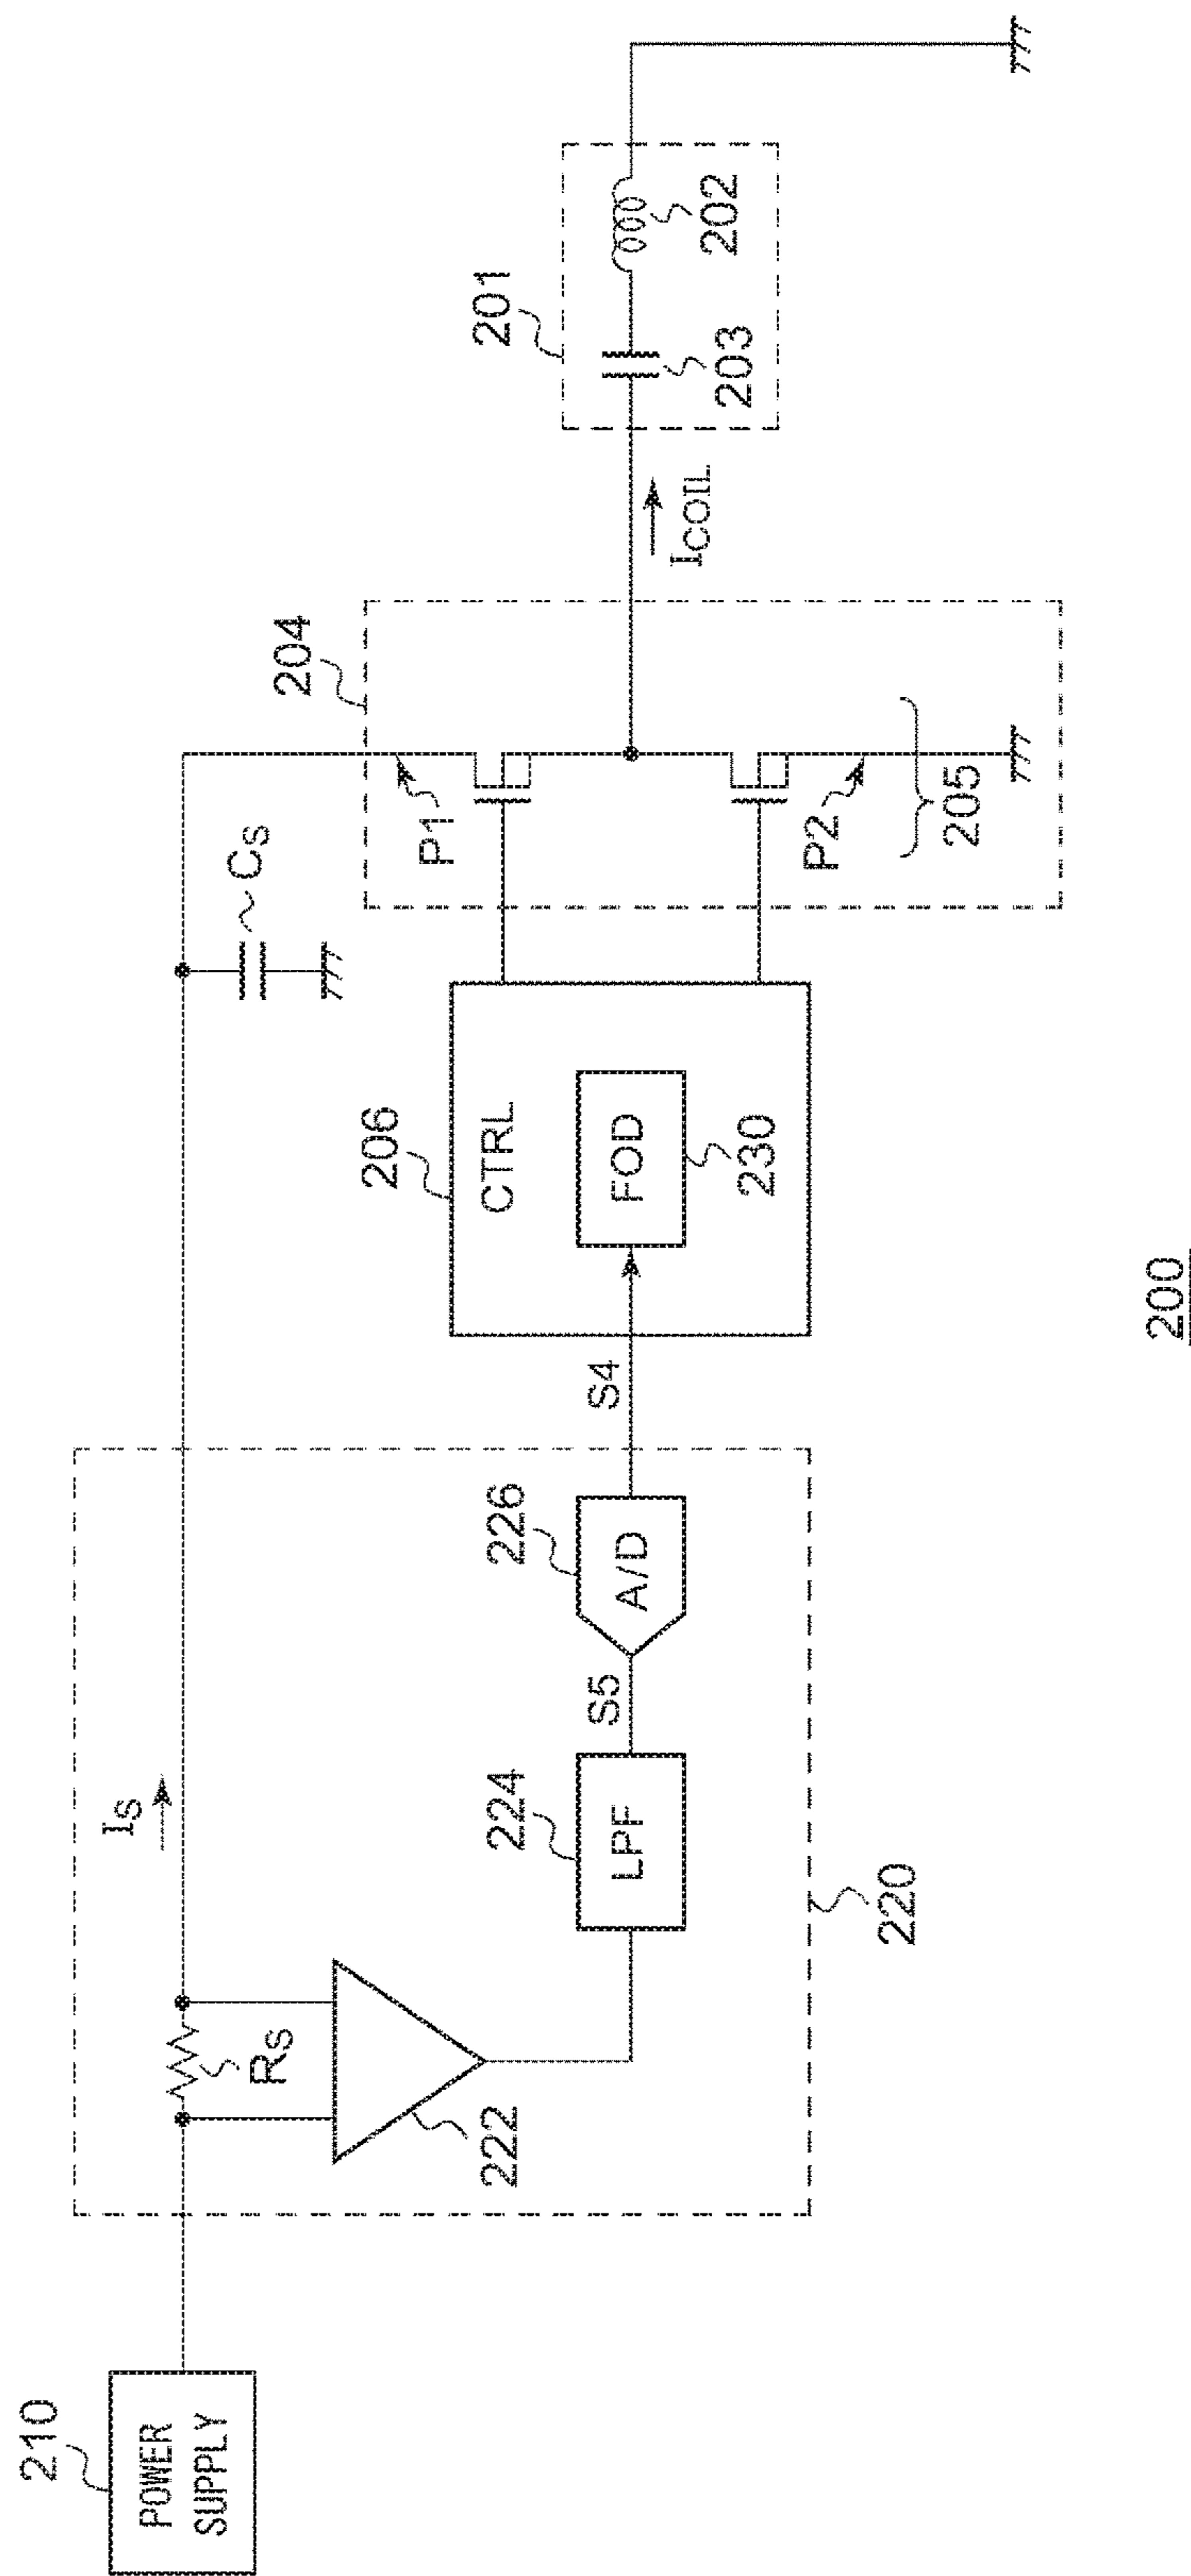 210
POWER
SUPPLY
IS
RS
222
220
224
LPF
S5
226
A/D
S4
206
CTRL
FOD
230
CS
204
P1
P2
205
ICOIL
201
203
202
200